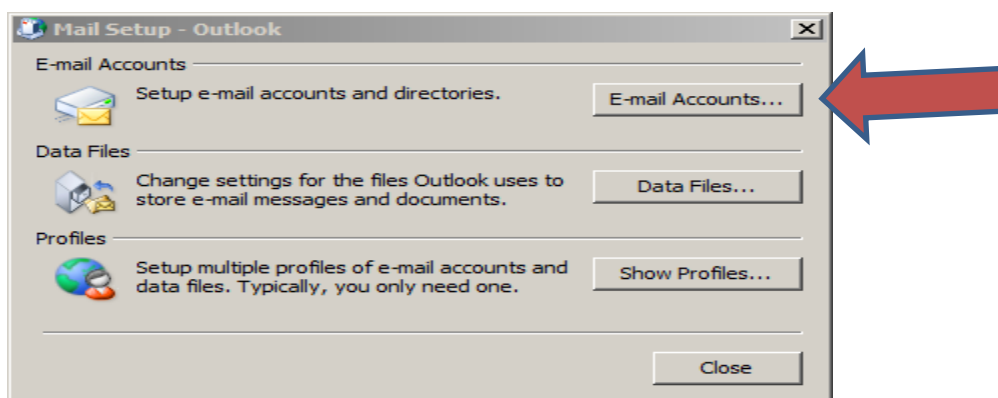 Mail Setup - Outlook
E-mail Accounts
Setup e-mail accounts and directories.
E-mail Accounts...
Data Files
Change settings for the files Outlook uses to
store e-mail messages and documents.
Data Files...
Profiles
Setup multiple profiles of e-mail accounts and
data files. Typically, you only need one.
Show Profiles...
Close